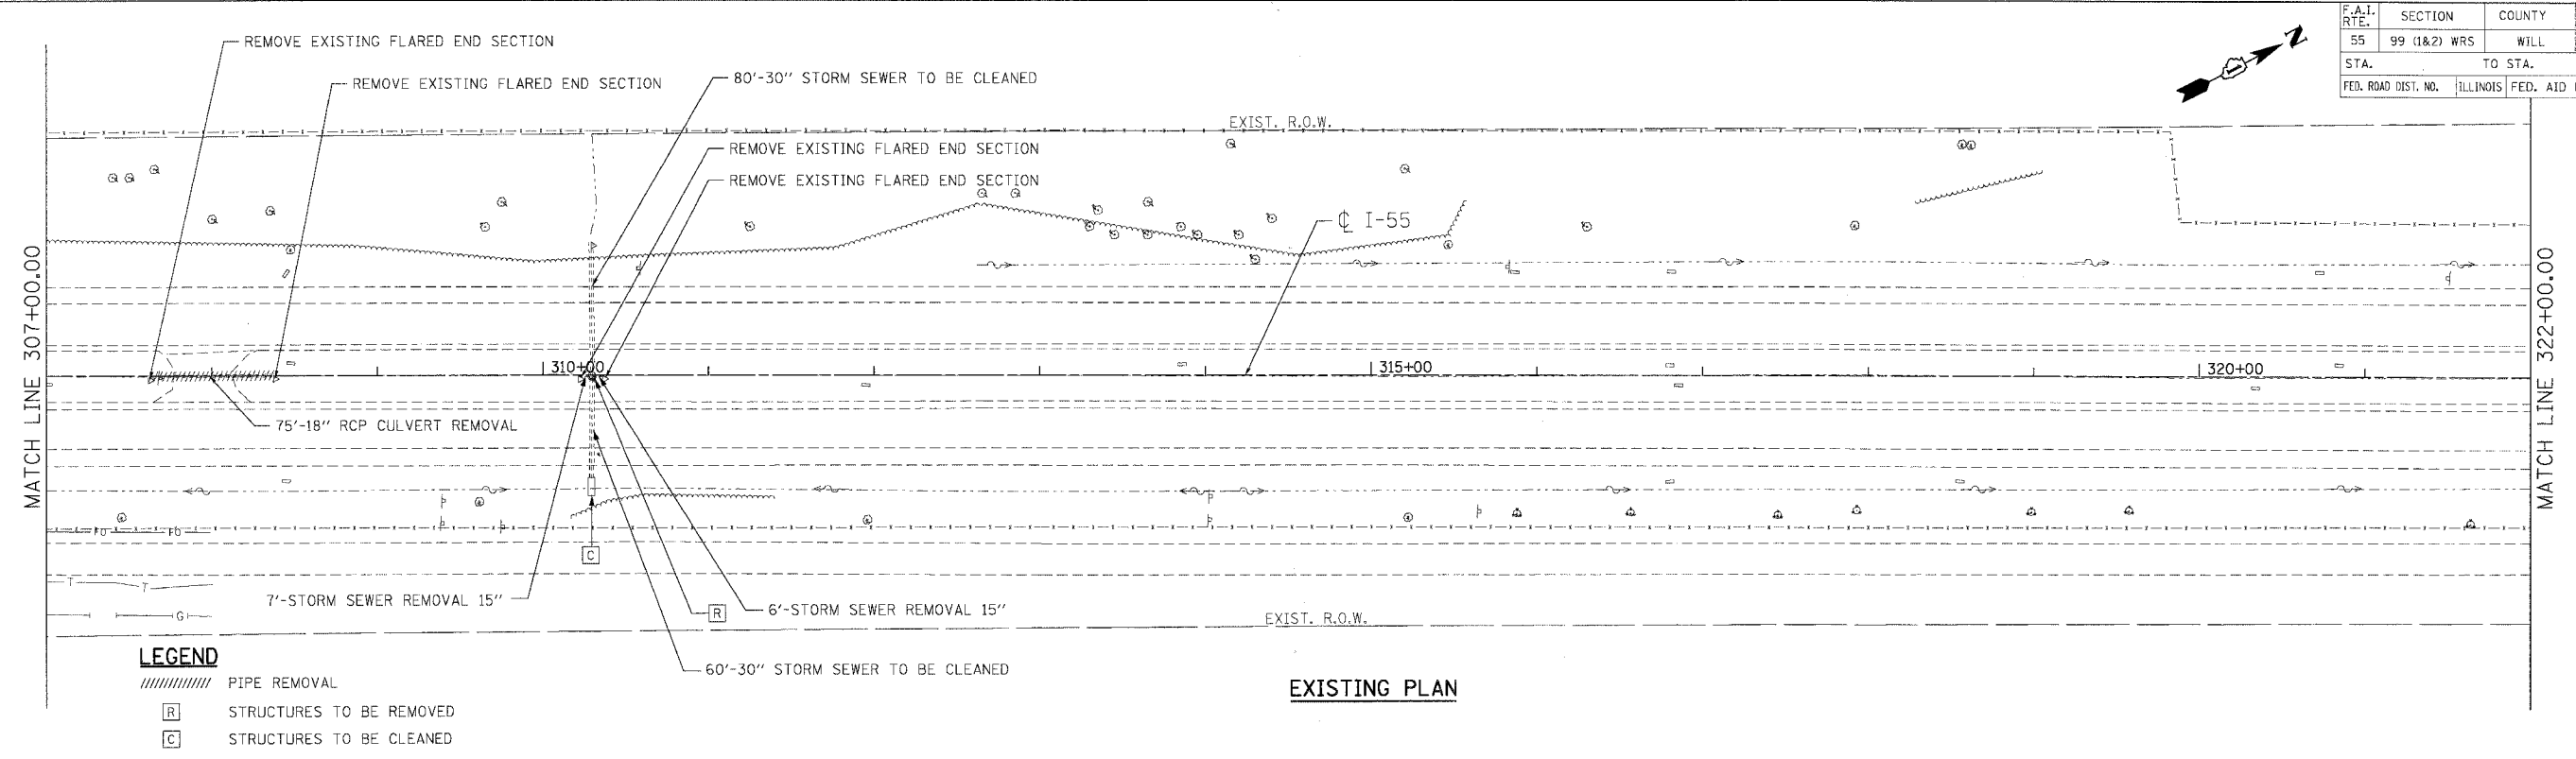 F.A.I. RTE. SECTION COUNTY
55 99 (1&2) WRS WILL
STA. TO STA.
FED. ROAD DIST. NO. ILLINOIS FED. AID
N
REMOVE EXISTING FLARED END SECTION
REMOVE EXISTING FLARED END SECTION
80'-30" STORM SEWER TO BE CLEANED
EXIST. R.O.W.
REMOVE EXISTING FLARED END SECTION
REMOVE EXISTING FLARED END SECTION
℄ I-55
MATCH LINE 307+00.00
MATCH LINE 322+00.00
310+00
315+00
320+00
75'-18" RCP CULVERT REMOVAL
FO FO
C
T T
7'-STORM SEWER REMOVAL 15"
R
6'-STORM SEWER REMOVAL 15"
G
EXIST. R.O.W.
60'-30" STORM SEWER TO BE CLEANED
LEGEND
PIPE REMOVAL
R STRUCTURES TO BE REMOVED
C STRUCTURES TO BE CLEANED
EXISTING PLAN